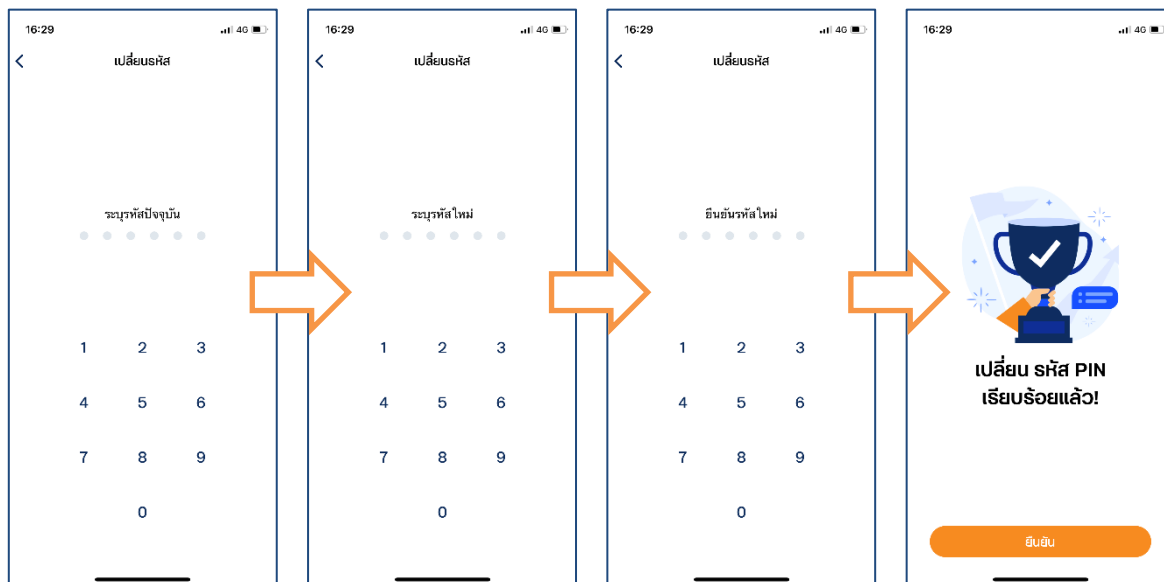 16:29
4G
เปลี่ยนรหัส
ระบุรหัสปัจจุบัน
1 2 3
4 5 6
7 8 9
0
16:29
4G
เปลี่ยนรหัส
ระบุรหัสใหม่
1 2 3
4 5 6
7 8 9
0
16:29
4G
เปลี่ยนรหัส
ยืนยันรหัสใหม่
1 2 3
4 5 6
7 8 9
0
16:29
4G
เปลี่ยน รหัส PIN
เรียบร้อยแล้ว!
ยืนยัน